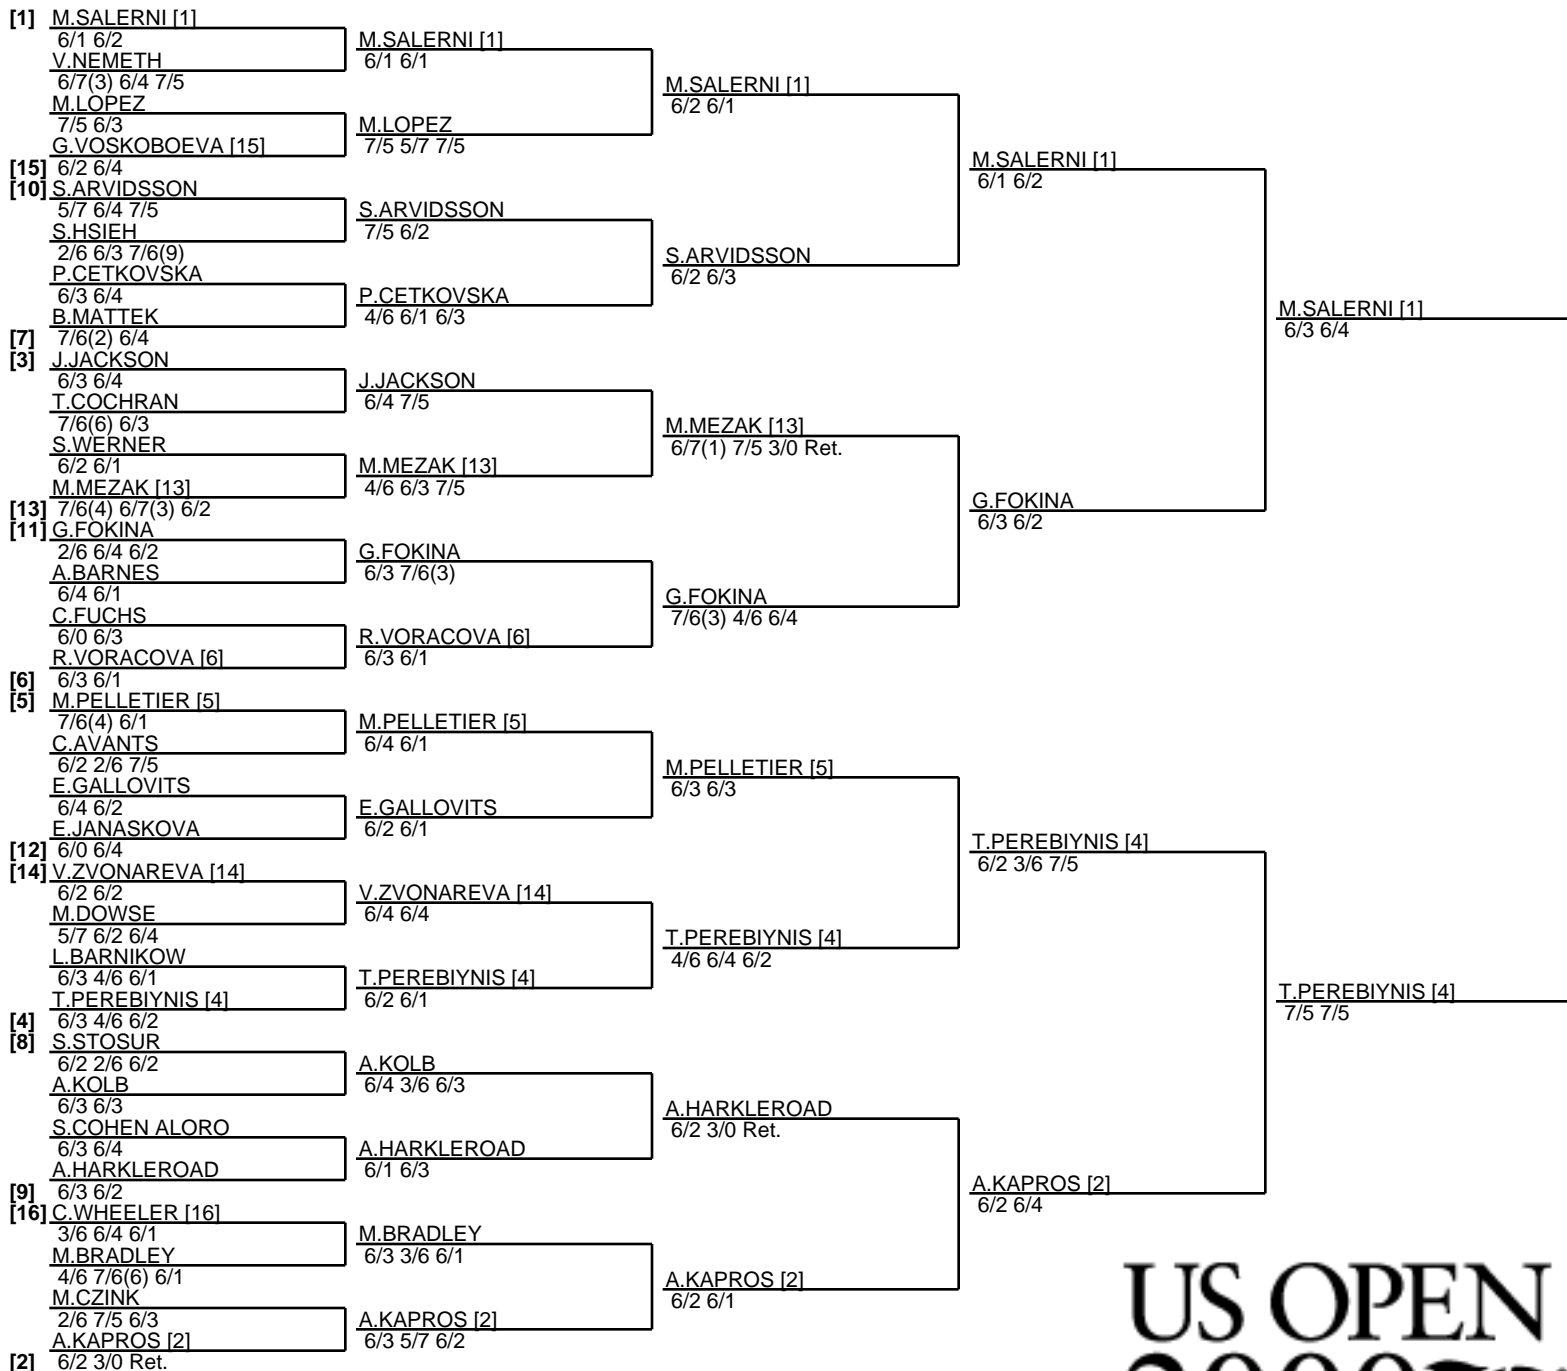 [1] M.SALERNI [1]
6/1 6/2
V.NEMETH
6/7(3) 6/4 7/5
M.LOPEZ
7/5 6/3
G.VOSKOBOEVA [15]
[15] 6/2 6/4
[10] S.ARVIDSSON
5/7 6/4 7/5
S.HSIEH
2/6 6/3 7/6(9)
P.CETKOVSKA
6/3 6/4
B.MATTEK
[7] 7/6(2) 6/4
[3] J.JACKSON
6/3 6/4
T.COCHRAN
7/6(6) 6/3
S.WERNER
6/2 6/1
M.MEZAK [13]
[13] 7/6(4) 6/7(3) 6/2
[11] G.FOKINA
2/6 6/4 6/2
A.BARNES
6/4 6/1
C.FUCHS
6/0 6/3
R.VORACOVA [6]
[6] 6/3 6/1
[5] M.PELLETIER [5]
7/6(4) 6/1
C.AVANTS
6/2 2/6 7/5
E.GALLOVITS
6/4 6/2
E.JANASKOVA
[12] 6/0 6/4
[14] V.ZVONAREVA [14]
6/2 6/2
M.DOWSE
5/7 6/2 6/4
L.BARNIKOW
6/3 4/6 6/1
T.PEREBIYNIS [4]
[4] 6/3 4/6 6/2
[8] S.STOSUR
6/2 2/6 6/2
A.KOLB
6/3 6/3
S.COHEN ALORO
6/3 6/4
A.HARKLEROAD
[9] 6/3 6/2
[16] C.WHEELER [16]
3/6 6/4 6/1
M.BRADLEY
4/6 7/6(6) 6/1
M.CZINK
2/6 7/5 6/3
A.KAPROS [2]
[2] 6/2 3/0 Ret.
M.SALERNI [1]
6/1 6/1
M.LOPEZ
7/5 5/7 7/5
S.ARVIDSSON
7/5 6/2
P.CETKOVSKA
4/6 6/1 6/3
J.JACKSON
6/4 7/5
M.MEZAK [13]
4/6 6/3 7/5
G.FOKINA
6/3 7/6(3)
R.VORACOVA [6]
6/3 6/1
M.PELLETIER [5]
6/4 6/1
E.GALLOVITS
6/2 6/1
V.ZVONAREVA [14]
6/4 6/4
T.PEREBIYNIS [4]
6/2 6/1
A.KOLB
6/4 3/6 6/3
A.HARKLEROAD
6/1 6/3
M.BRADLEY
6/3 3/6 6/1
A.KAPROS [2]
6/3 5/7 6/2
M.SALERNI [1]
6/2 6/1
S.ARVIDSSON
6/2 6/3
M.MEZAK [13]
6/7(1) 7/5 3/0 Ret.
G.FOKINA
7/6(3) 4/6 6/4
M.PELLETIER [5]
6/3 6/3
T.PEREBIYNIS [4]
4/6 6/4 6/2
A.HARKLEROAD
6/2 3/0 Ret.
A.KAPROS [2]
6/2 6/1
M.SALERNI [1]
6/1 6/2
G.FOKINA
6/3 6/2
T.PEREBIYNIS [4]
6/2 3/6 7/5
A.KAPROS [2]
6/2 6/4
M.SALERNI [1]
6/3 6/4
T.PEREBIYNIS [4]
7/5 7/5
US OPEN
2000